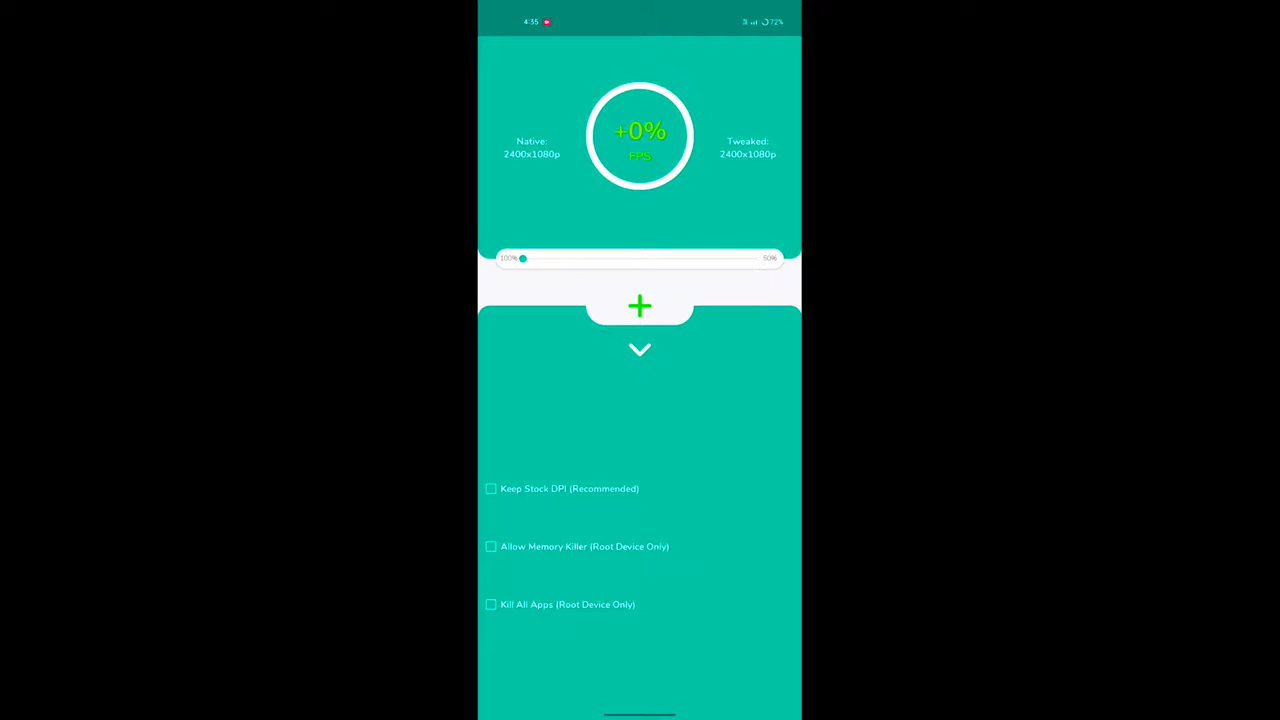 4:35
72%
+0%
FPS
Native:
2400x1080p
Tweaked:
2400x1080p
100%
50%
Keep Stock DPI (Recommended)
Allow Memory Killer (Root Device Only)
Kill All Apps (Root Device Only)